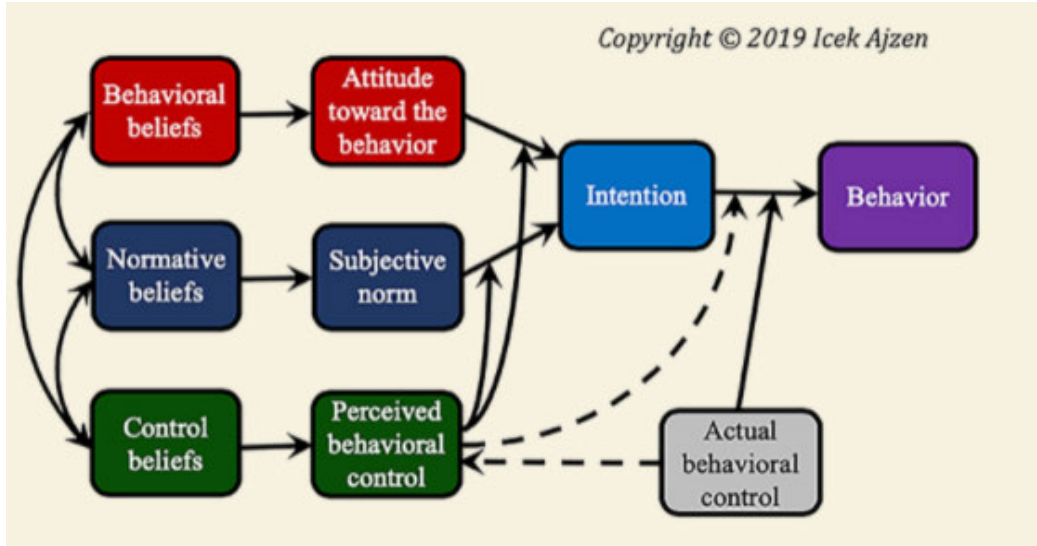 Copyright © 2019 Icek Ajzen
Behavioral
beliefs
Attitude
toward the
behavior
Intention
Behavior
Normative
beliefs
Subjective
norm
Control
beliefs
Perceived
behavioral
control
Actual
behavioral
control